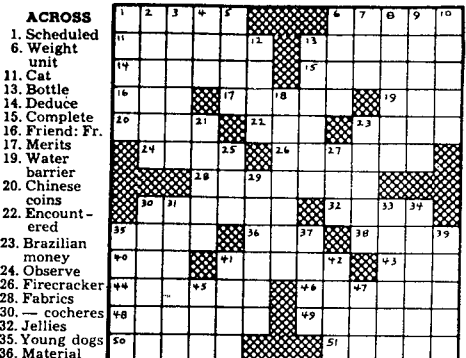 ACROSS
1. Scheduled
6. Weight
unit
11. Cat
13. Bottle
14. Deduce
15. Complete
16. Friend: Fr.
17. Merits
19. Water
barrier
20. Chinese
coins
22. Encount-
ered
23. Brazilian
money
24. Observe
26. Firecracker
28. Fabrics
30. — cocheres
32. Jellies
35. Young dogs
36. Material
1 2 3 4 5 6 7 8 9 10
11 12 13
14 15
16 17 18 19
20 21 22 23
24 25 26 27
28 29
30 31 32 33 34
35 36 37 38 39
40 41 42 43
44 45 46 47
48 49
50 51